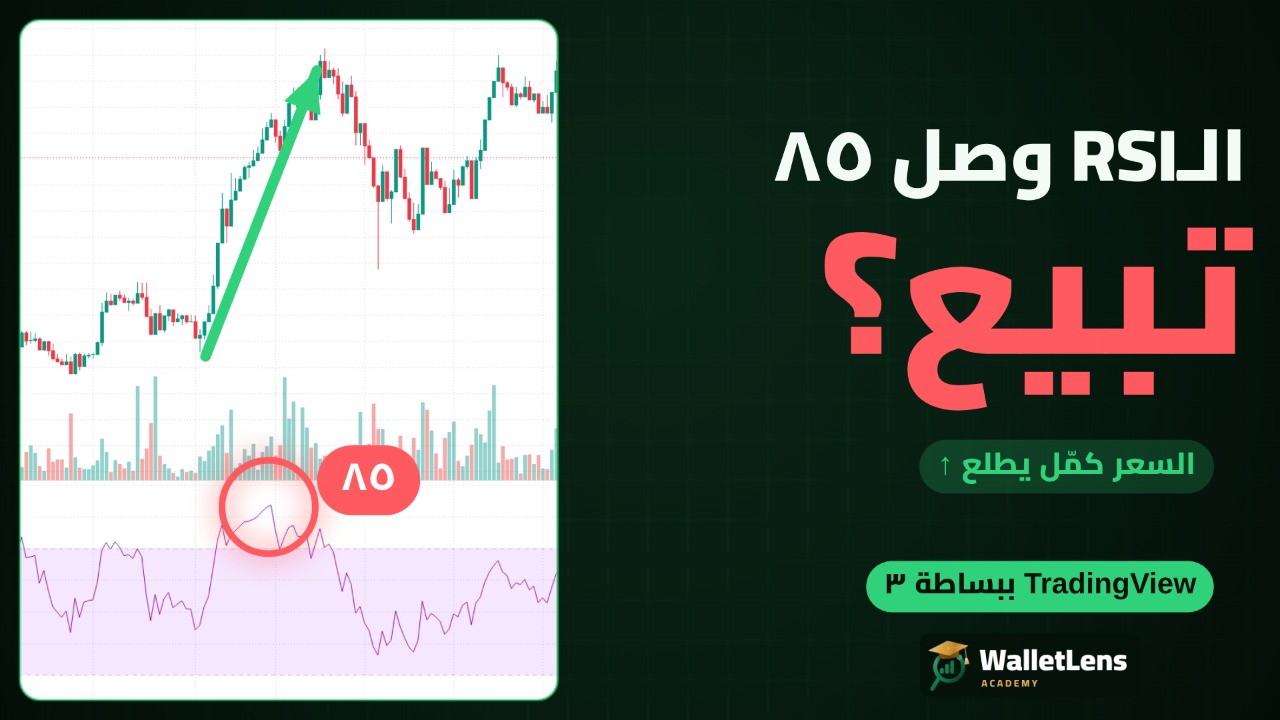 الـRSI وصل ٨٥
تبيع؟
السعر كمّل يطلع ↑
٨٥
TradingView ببساطة ٣
WalletLens
ACADEMY